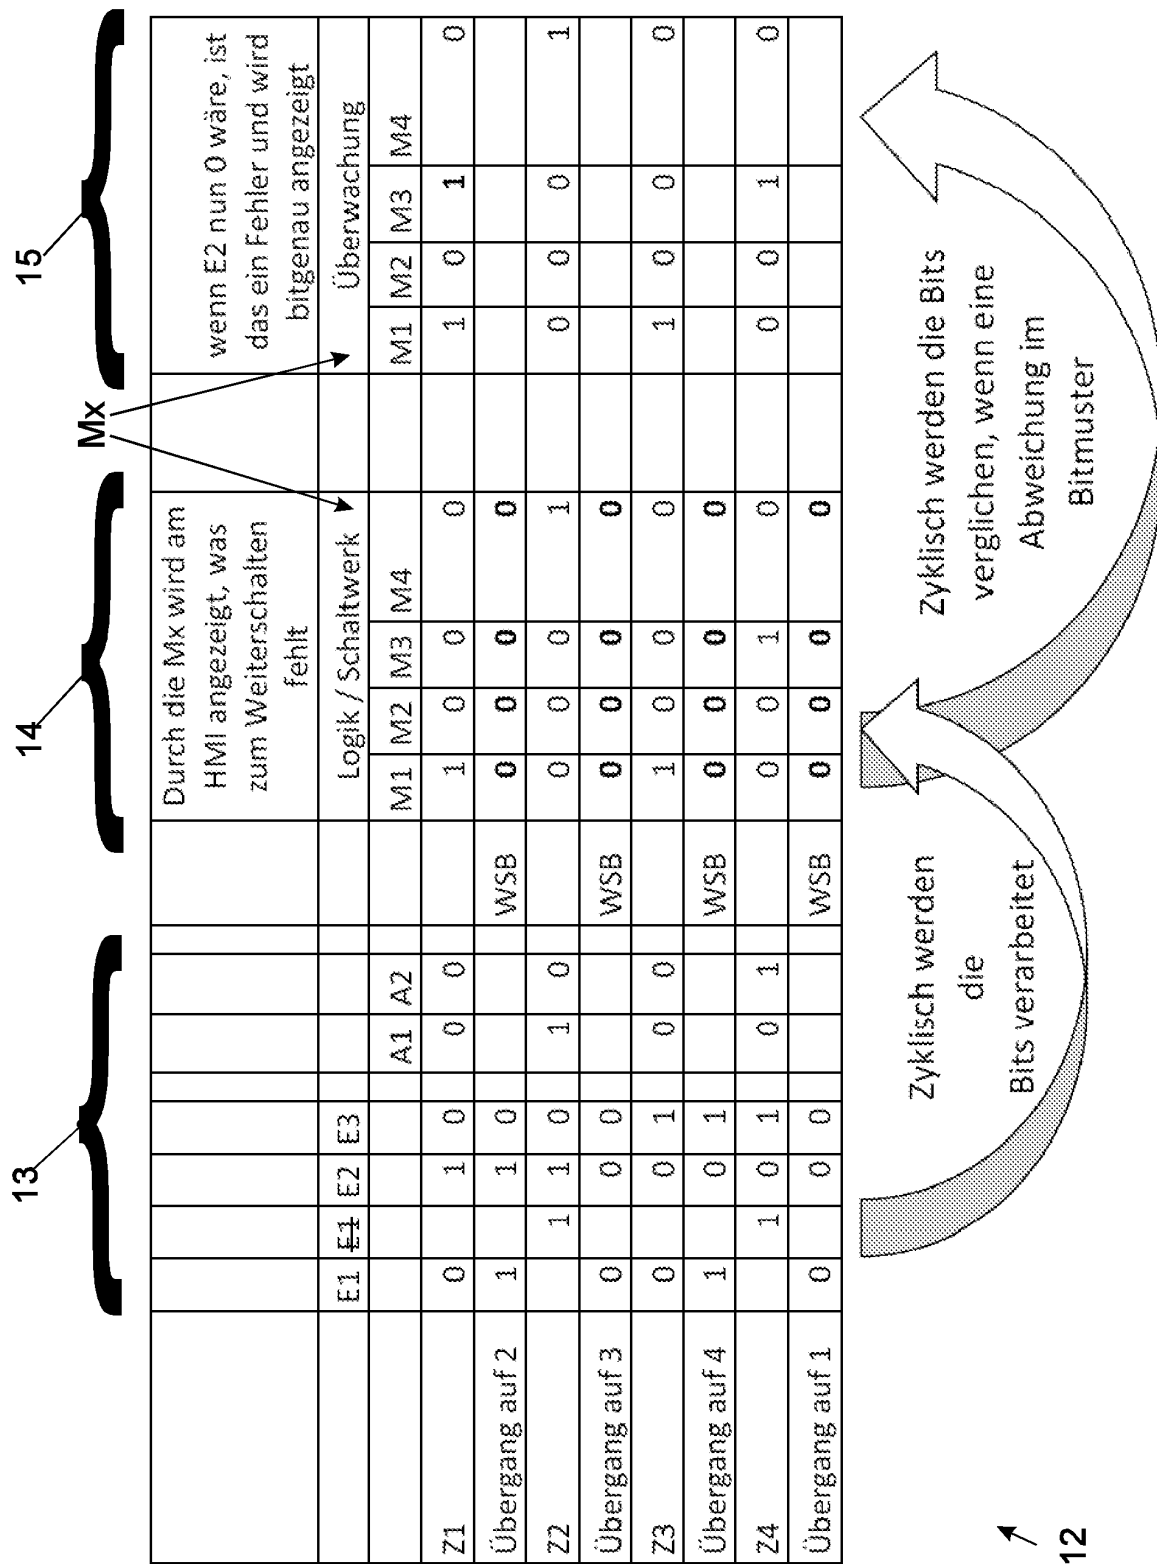 13 14 Mx 15
Durch die Mx wird am
HMI angezeigt, was
zum Weiterschalten
fehlt
wenn E2 nun 0 wäre, ist
das ein Fehler und wird
bitgenau angezeigt
E1 E1 E2 E3 Logik / Schaltwerk Überwachung
A1 A2 M1 M2 M3 M4 M1 M2 M3 M4
Z1 0 1 0 0 0 1 0 0 0 1 0 1 0
Übergang auf 2 1 1 0 WSB 0 0 0 0
Z2 1 1 0 1 0 0 0 0 1 0 0 0 1
Übergang auf 3 0 0 0 WSB 0 0 0 0
Z3 0 0 1 0 0 1 0 0 0 1 0 0 0
Übergang auf 4 1 0 1 WSB 0 0 0 0
Z4 1 0 1 0 1 0 0 1 0 0 0 1 0
Übergang auf 1 0 0 0 WSB 0 0 0 0
Zyklisch werden
die
Bits verarbeitet
Zyklisch werden die Bits
verglichen, wenn eine
Abweichung im
Bitmuster
12